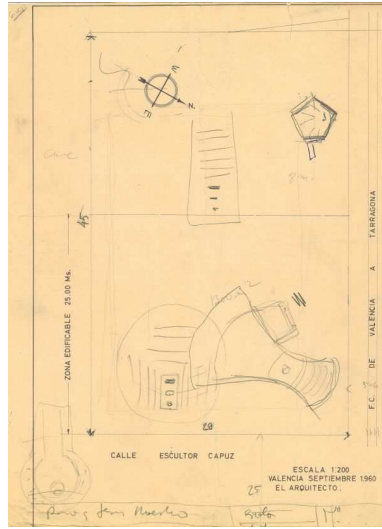 N.
45
ZONA EDIFICABLE 25.00 Ms.
F.C. DE VALENCIA A TARRAGONA
20
CALLE ESCULTOR CAPUZ
ESCALA 1:200
VALENCIA SEPTIEMBRE 1960
EL ARQUITECTO.
25